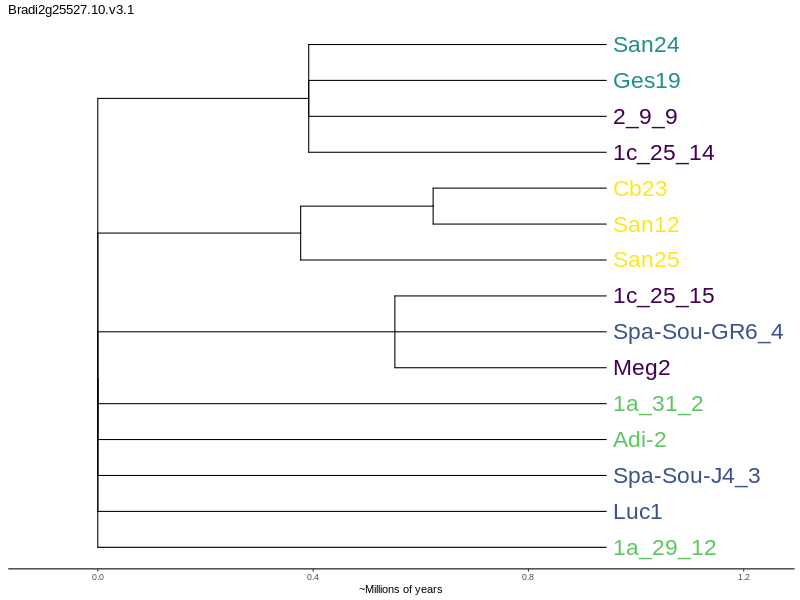 Bradi2g25527.10.v3.1
San24
Ges19
2_9_9
1c_25_14
Cb23
San12
San25
1c_25_15
Spa-Sou-GR6_4
Meg2
1a_31_2
Adi-2
Spa-Sou-J4_3
Luc1
1a_29_12
0.0 0.4 0.8 1.2
~Millions of years